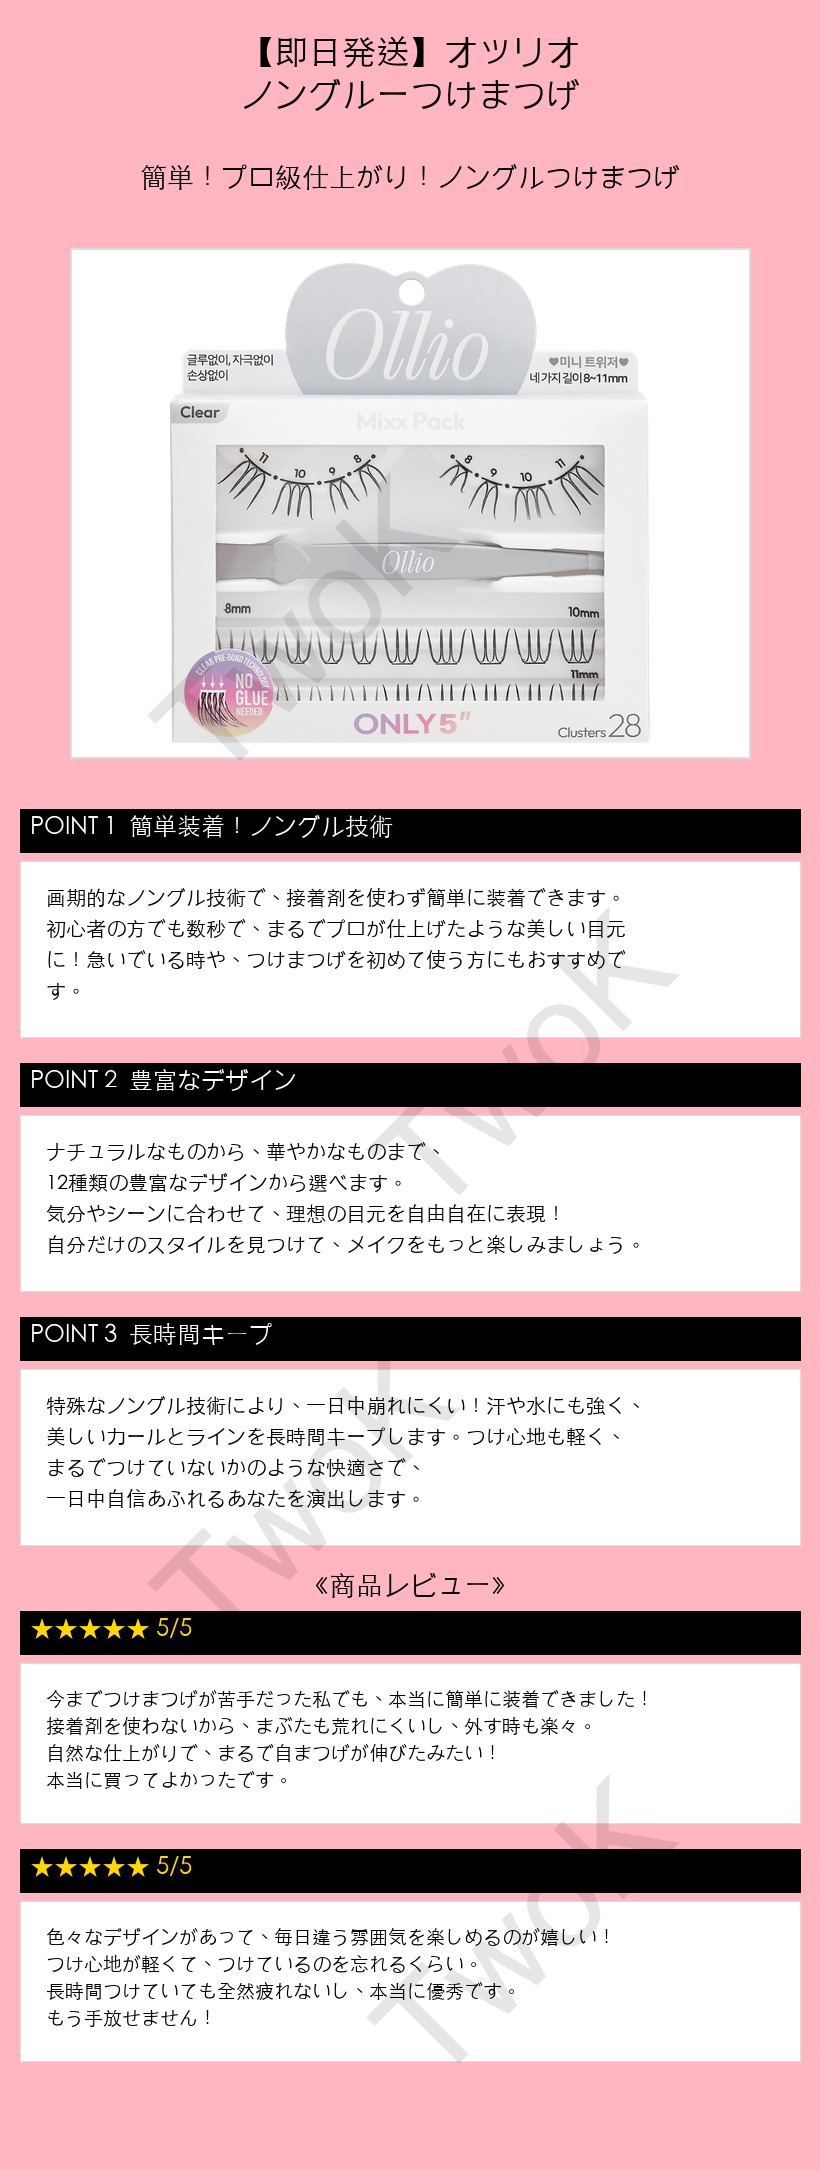 【即日発送】オッリオ
ノングルーつけまつげ
簡単！プロ級仕上がり！ノングルつけまつげ
Ollio
글루없이, 자극없이
손상없이
♥미니 트위저♥
네가지길이8~11mm
Clear
Mixx Pack
11 10 9 8 8 9 10 11
Ollio
8mm
10mm
11mm
CLEAR PRE-BOND TECHNOLOGY
NO
GLUE
NEEDED
ONLY5”
Clusters 28
TwoK
POINT 1 簡単装着！ノングル技術
画期的なノングル技術で、接着剤を使わず簡単に装着できます。
初心者の方でも数秒で、まるでプロが仕上げたような美しい目元
に！急いでいる時や、つけまつげを初めて使う方にもおすすめで
す。
TwoK
POINT 2 豊富なデザイン
ナチュラルなものから、華やかなものまで、
12種類の豊富なデザインから選べます。
気分やシーンに合わせて、理想の目元を自由自在に表現！
自分だけのスタイルを見つけて、メイクをもっと楽しみましょう。
POINT 3 長時間キープ
特殊なノングル技術により、一日中崩れにくい！汗や水にも強く、
美しいカールとラインを長時間キープします。つけ心地も軽く、
まるでつけていないかのような快適さで、
一日中自信あふれるあなたを演出します。
TwoK
《商品レビュー》
★★★★★ 5/5
今までつけまつげが苦手だった私でも、本当に簡単に装着できました！
接着剤を使わないから、まぶたも荒れにくいし、外す時も楽々。
自然な仕上がりで、まるで自まつげが伸びたみたい！
本当に買ってよかったです。
★★★★★ 5/5
色々なデザインがあって、毎日違う雰囲気を楽しめるのが嬉しい！
つけ心地が軽くて、つけているのを忘れるくらい。
長時間つけていても全然疲れないし、本当に優秀です。
もう手放せません！
TwoK